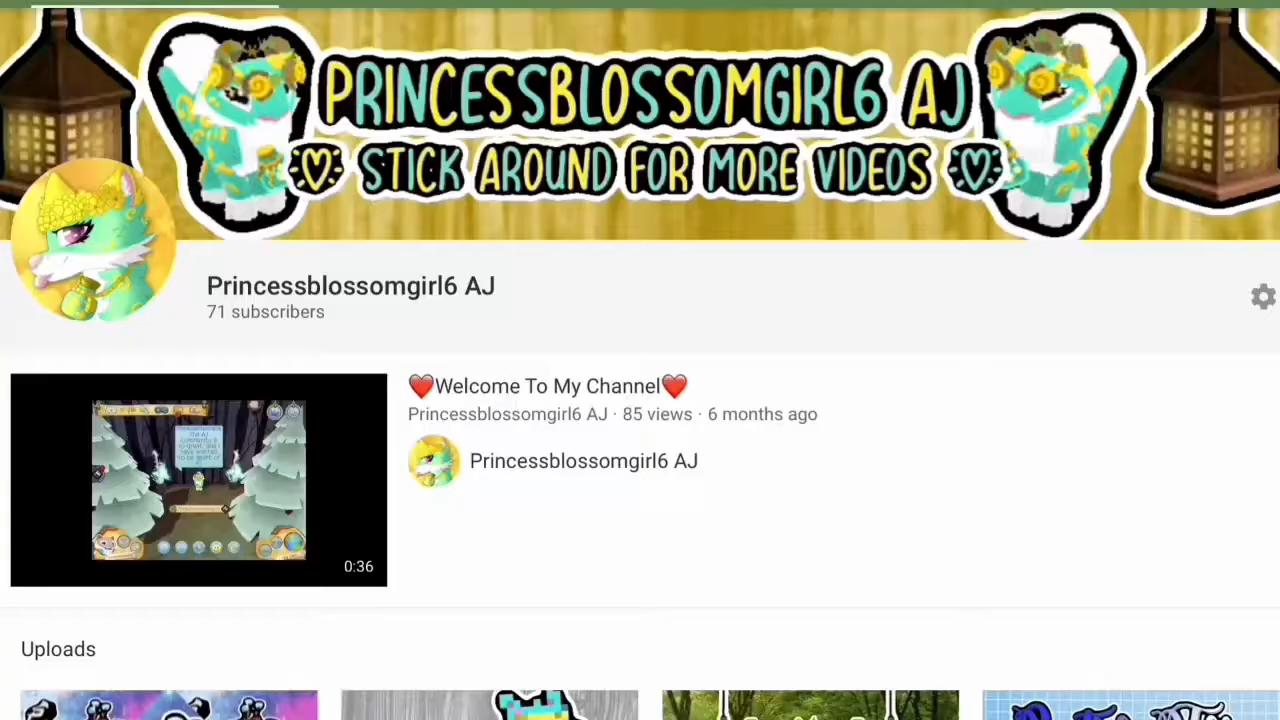 PRINCESSBLOSSOMGIRL6 AJ
STICK AROUND FOR MORE VIDEOS
Princessblossomgirl6 AJ
71 subscribers
❤️Welcome To My Channel❤️
Princessblossomgirl6 AJ · 85 views · 6 months ago
Princessblossomgirl6 AJ
0:36
Uploads